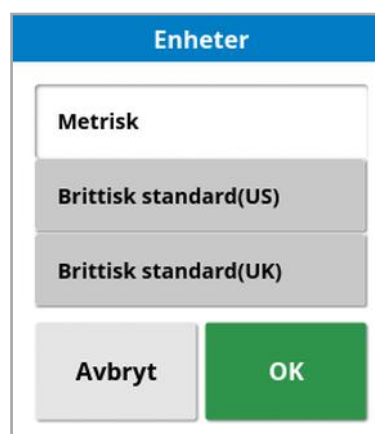 Enheter
Metrisk
Brittisk standard(US)
Brittisk standard(UK)
Avbryt
OK